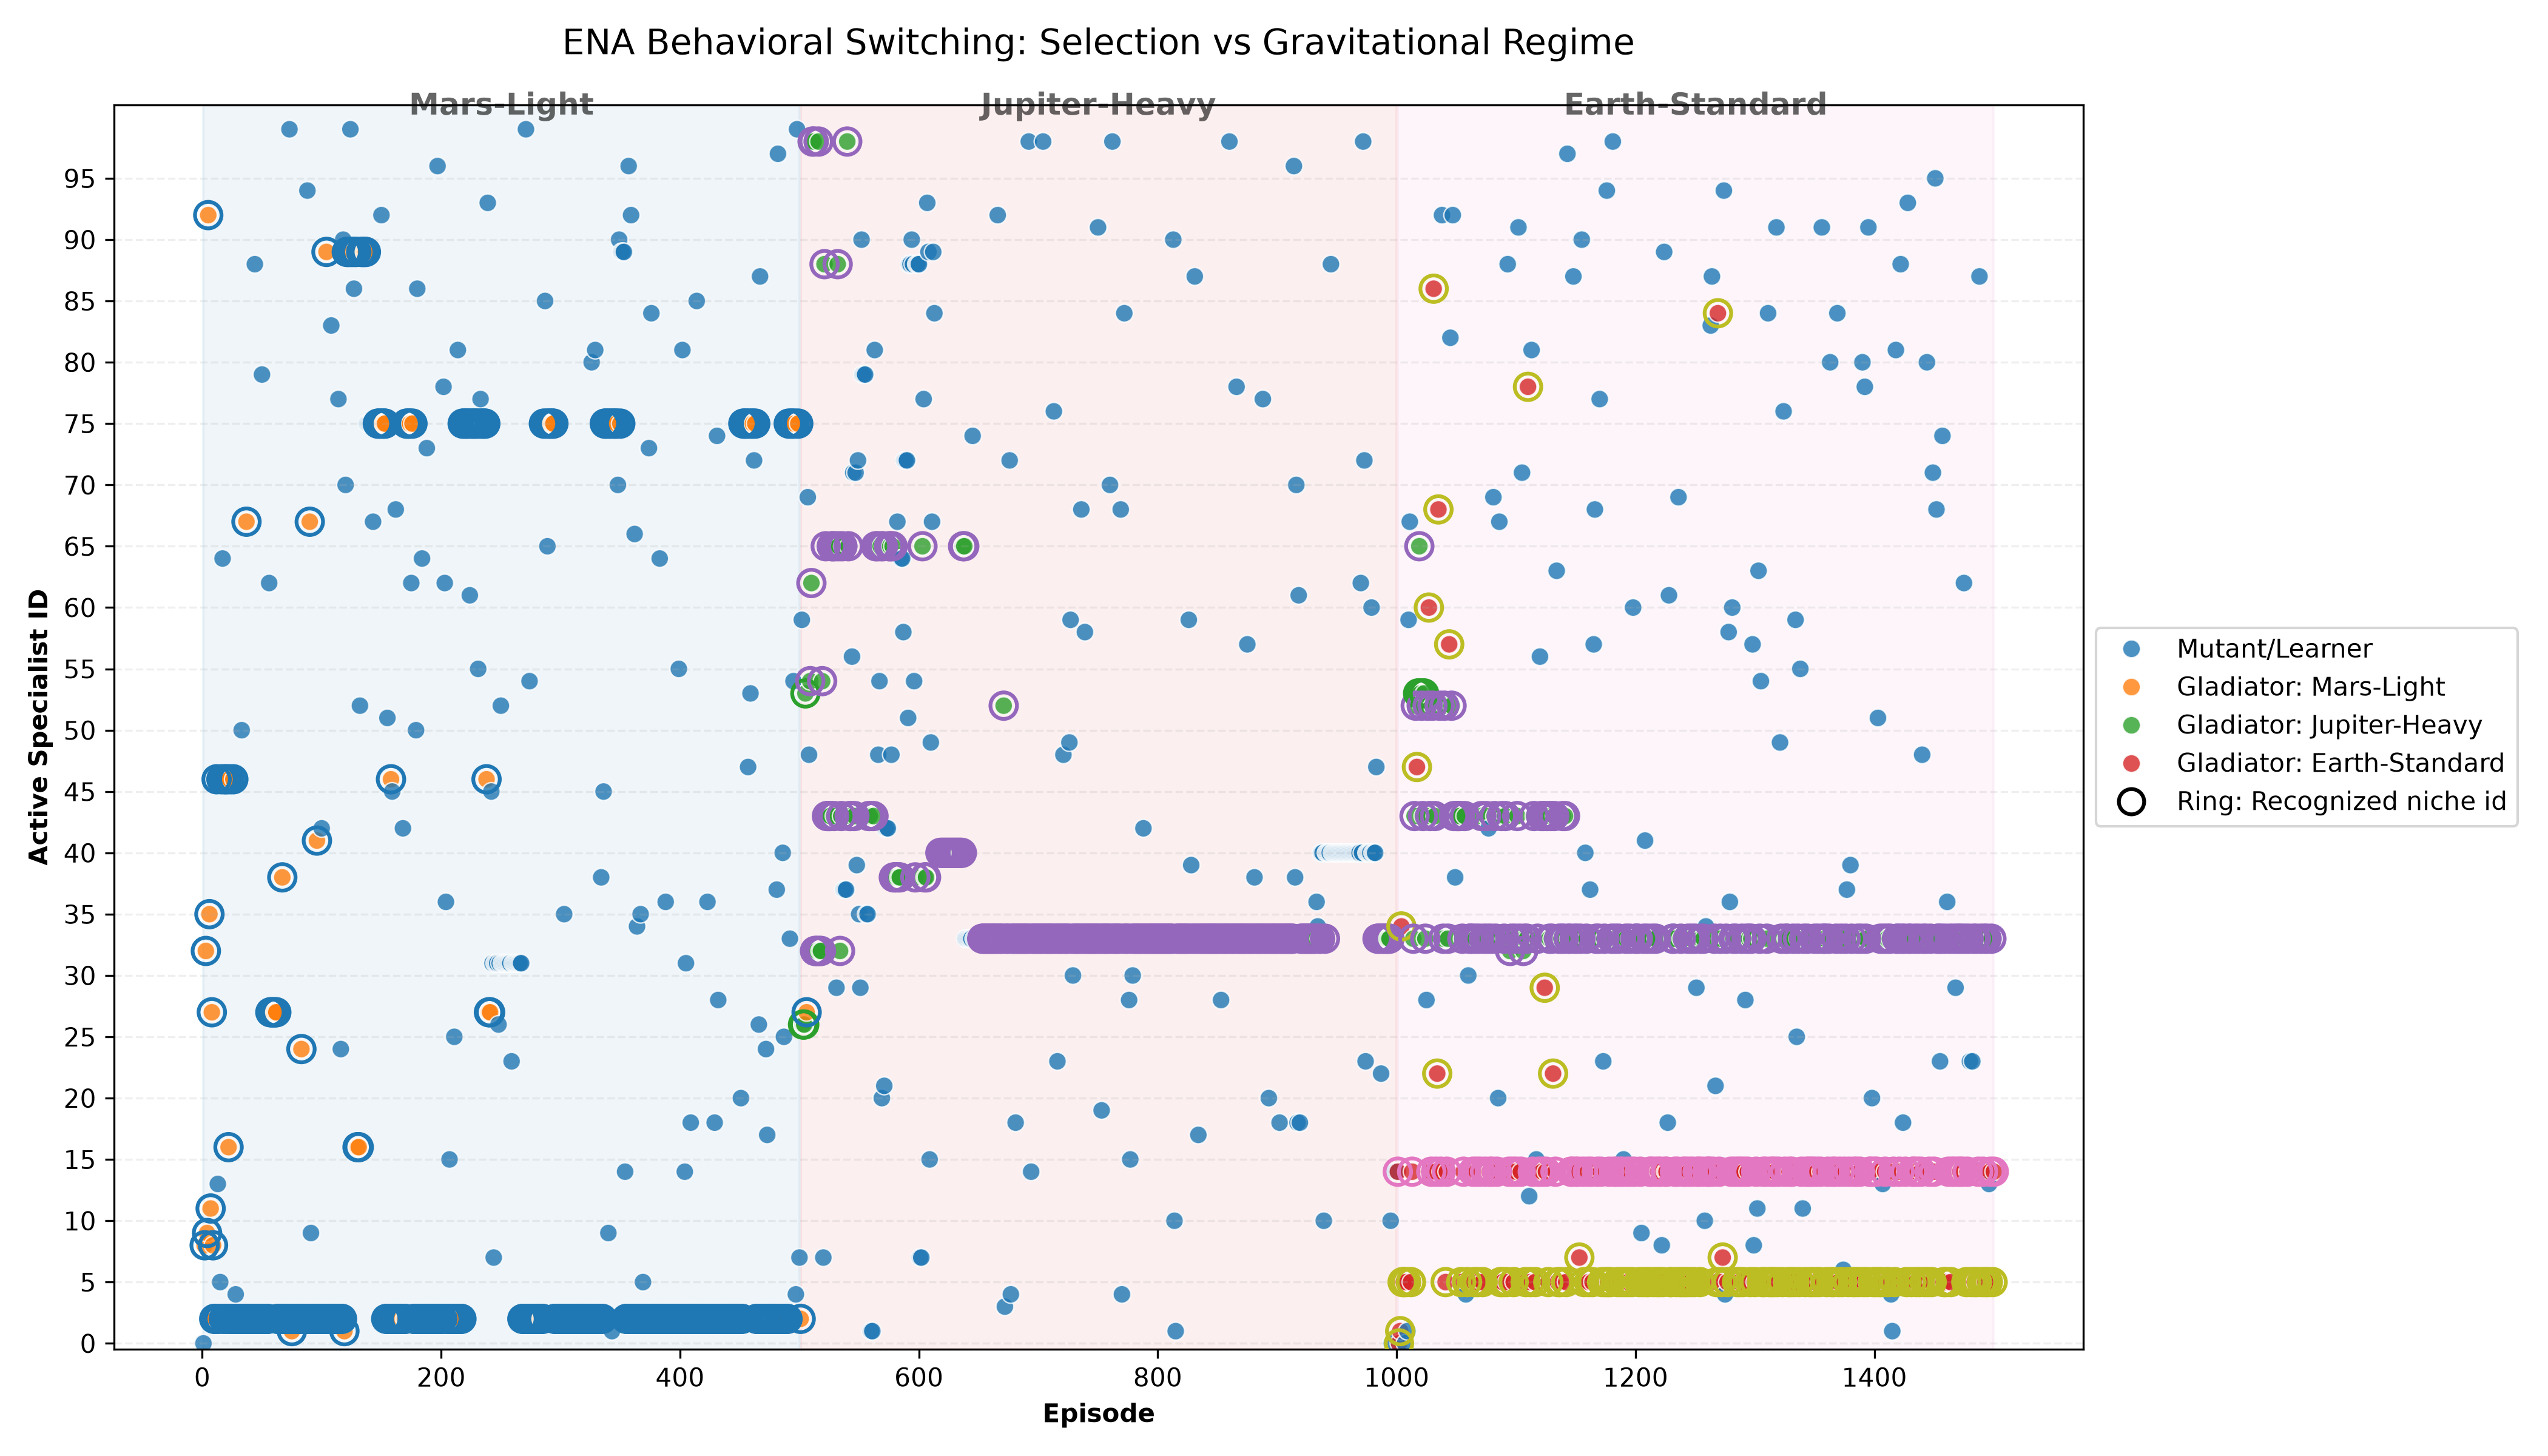 ENA Behavioral Switching: Selection vs Gravitational Regime
Mars-Light
Jupiter-Heavy
Earth-Standard
95
90
85
80
75
70
65
60
55
50
45
40
35
30
25
20
15
10
5
0
Active Specialist ID
0
200
400
600
800
1000
1200
1400
Episode
Mutant/Learner
Gladiator: Mars-Light
Gladiator: Jupiter-Heavy
Gladiator: Earth-Standard
Ring: Recognized niche id